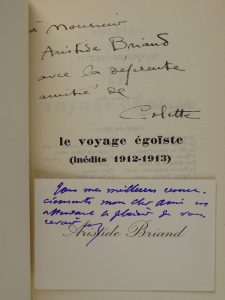 a Monsieur
Aristide Briand
avec la déférente
amitié de
Colette
le voyage égoïste
(inédits 1912-1913)
Tous mes meilleurs remer-
ciements mon cher ami en
attendant le plaisir de vous
revoir
Aristide Briand